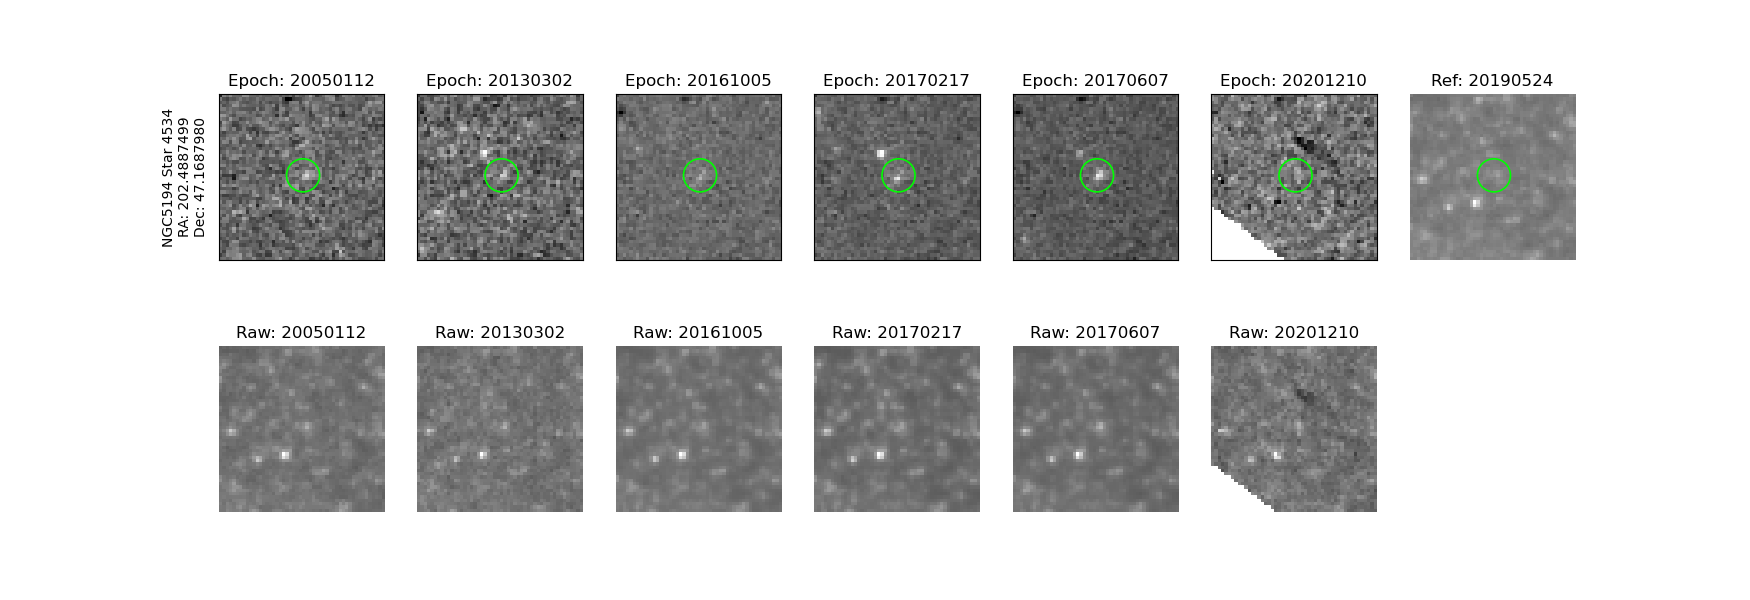 Epoch: 20050112
Epoch: 20130302
Epoch: 20161005
Epoch: 20170217
Epoch: 20170607
Epoch: 20201210
Ref: 20190524
NGC5194 Star 4534
RA: 202.4887499
Dec: 47.1687980
Raw: 20050112
Raw: 20130302
Raw: 20161005
Raw: 20170217
Raw: 20170607
Raw: 20201210